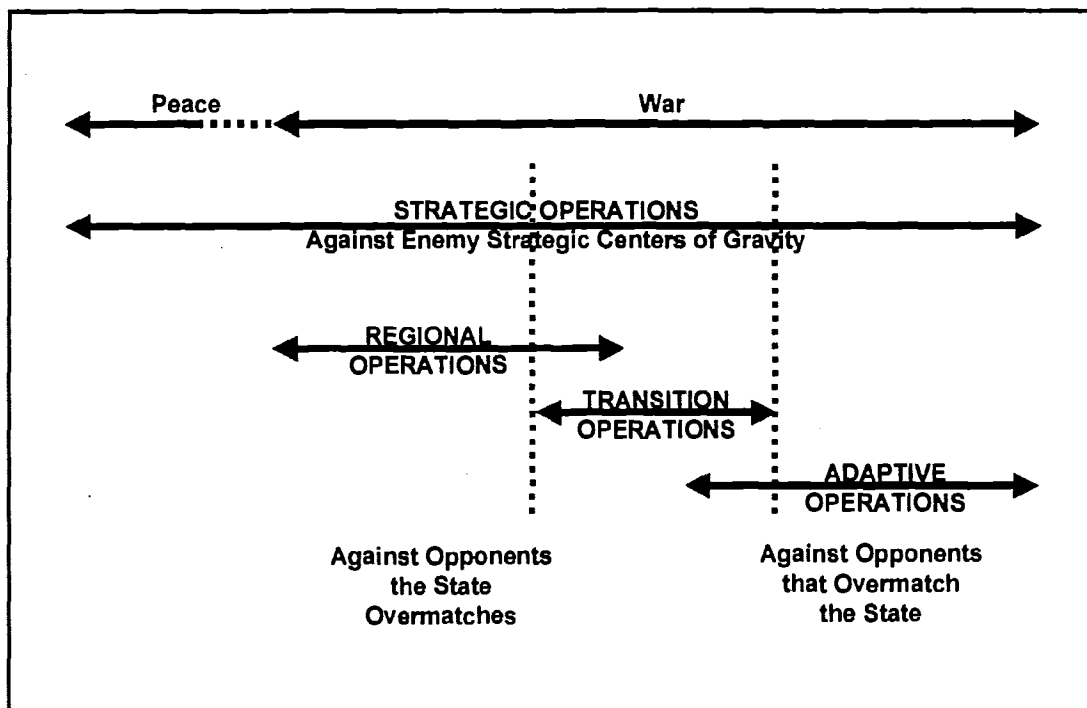 Peace
War
STRATEGIC OPERATIONS
Against Enemy Strategic Centers of Gravity
REGIONAL
OPERATIONS
TRANSITION
OPERATIONS
ADAPTIVE
OPERATIONS
Against Opponents
the State
Overmatches
Against Opponents
that Overmatch
the State